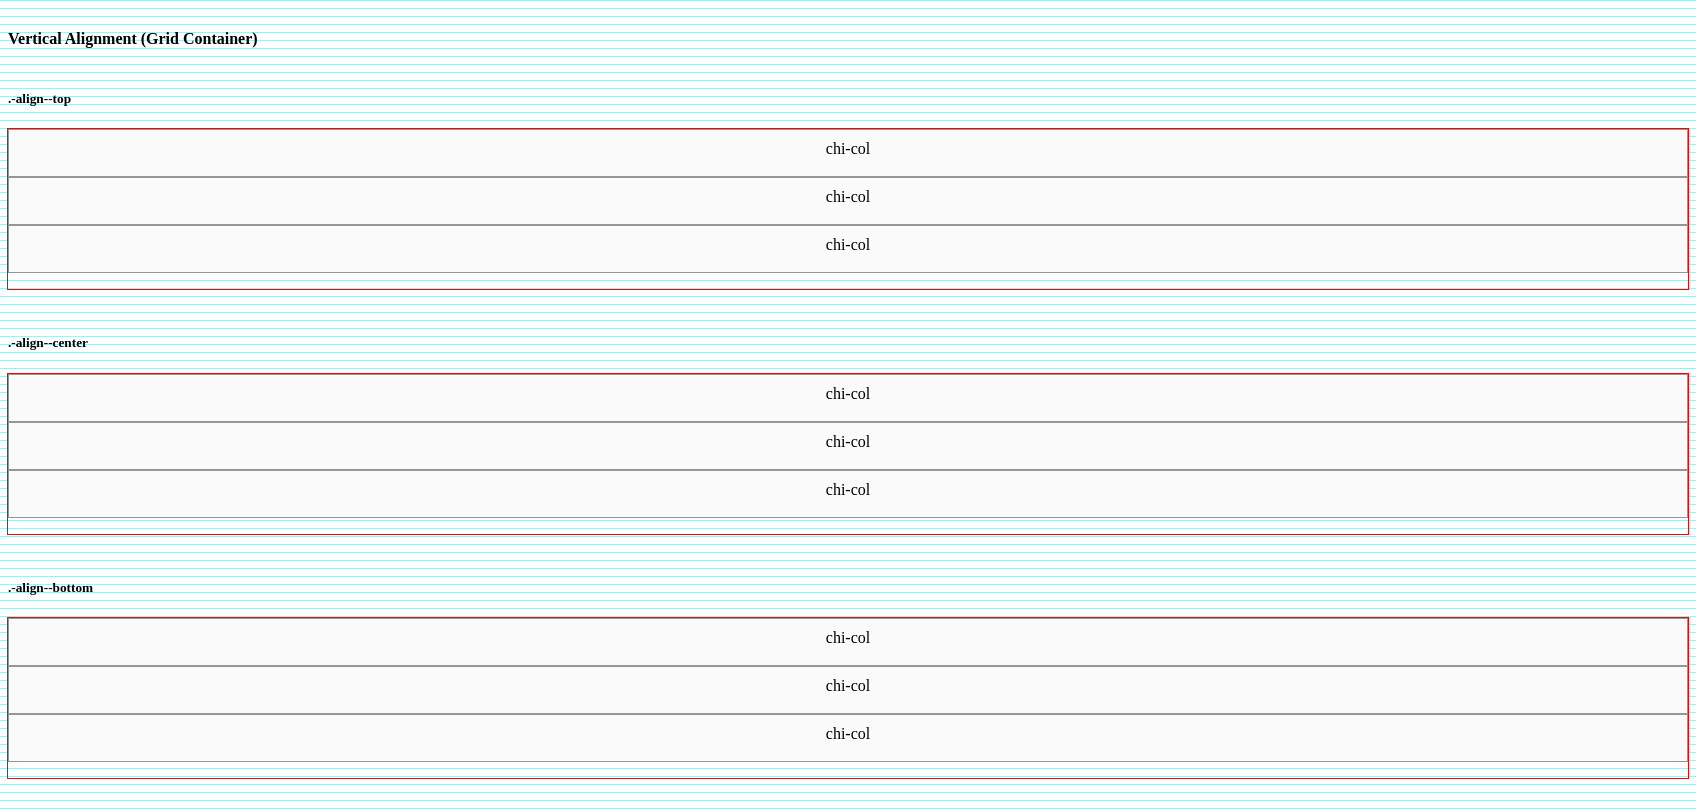 Vertical Alignment (Grid Container)
.-align--top
chi-col
chi-col
chi-col
.-align--center
chi-col
chi-col
chi-col
.-align--bottom
chi-col
chi-col
chi-col